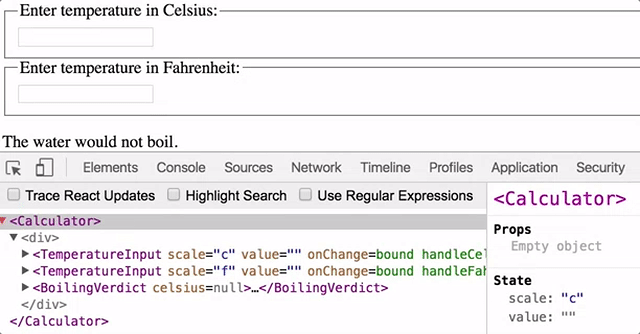 Enter temperature in Celsius:
Enter temperature in Fahrenheit:
The water would not boil.
Elements Console Sources Network Timeline Profiles Application Security
Trace React Updates Highlight Search Use Regular Expressions
<Calculator>
<div>
<TemperatureInput scale="c" value="" onChange=bound handleCel
<TemperatureInput scale="f" value="" onChange=bound handleFah
<BoilingVerdict celsius=null>…</BoilingVerdict>
</div>
</Calculator>
<Calculator>
Props
Empty object
State
scale: "c"
value: ""